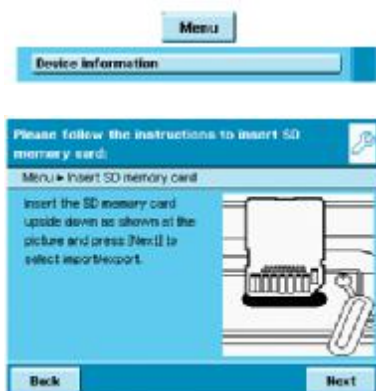 Menu
Device information
Please follow the instructions to insert SD
memory card:
Menu ▸ Insert SD memory card
Insert the SD memory card
upside down as shown at the
picture and press [Next] to
select import/export.
Back
Next